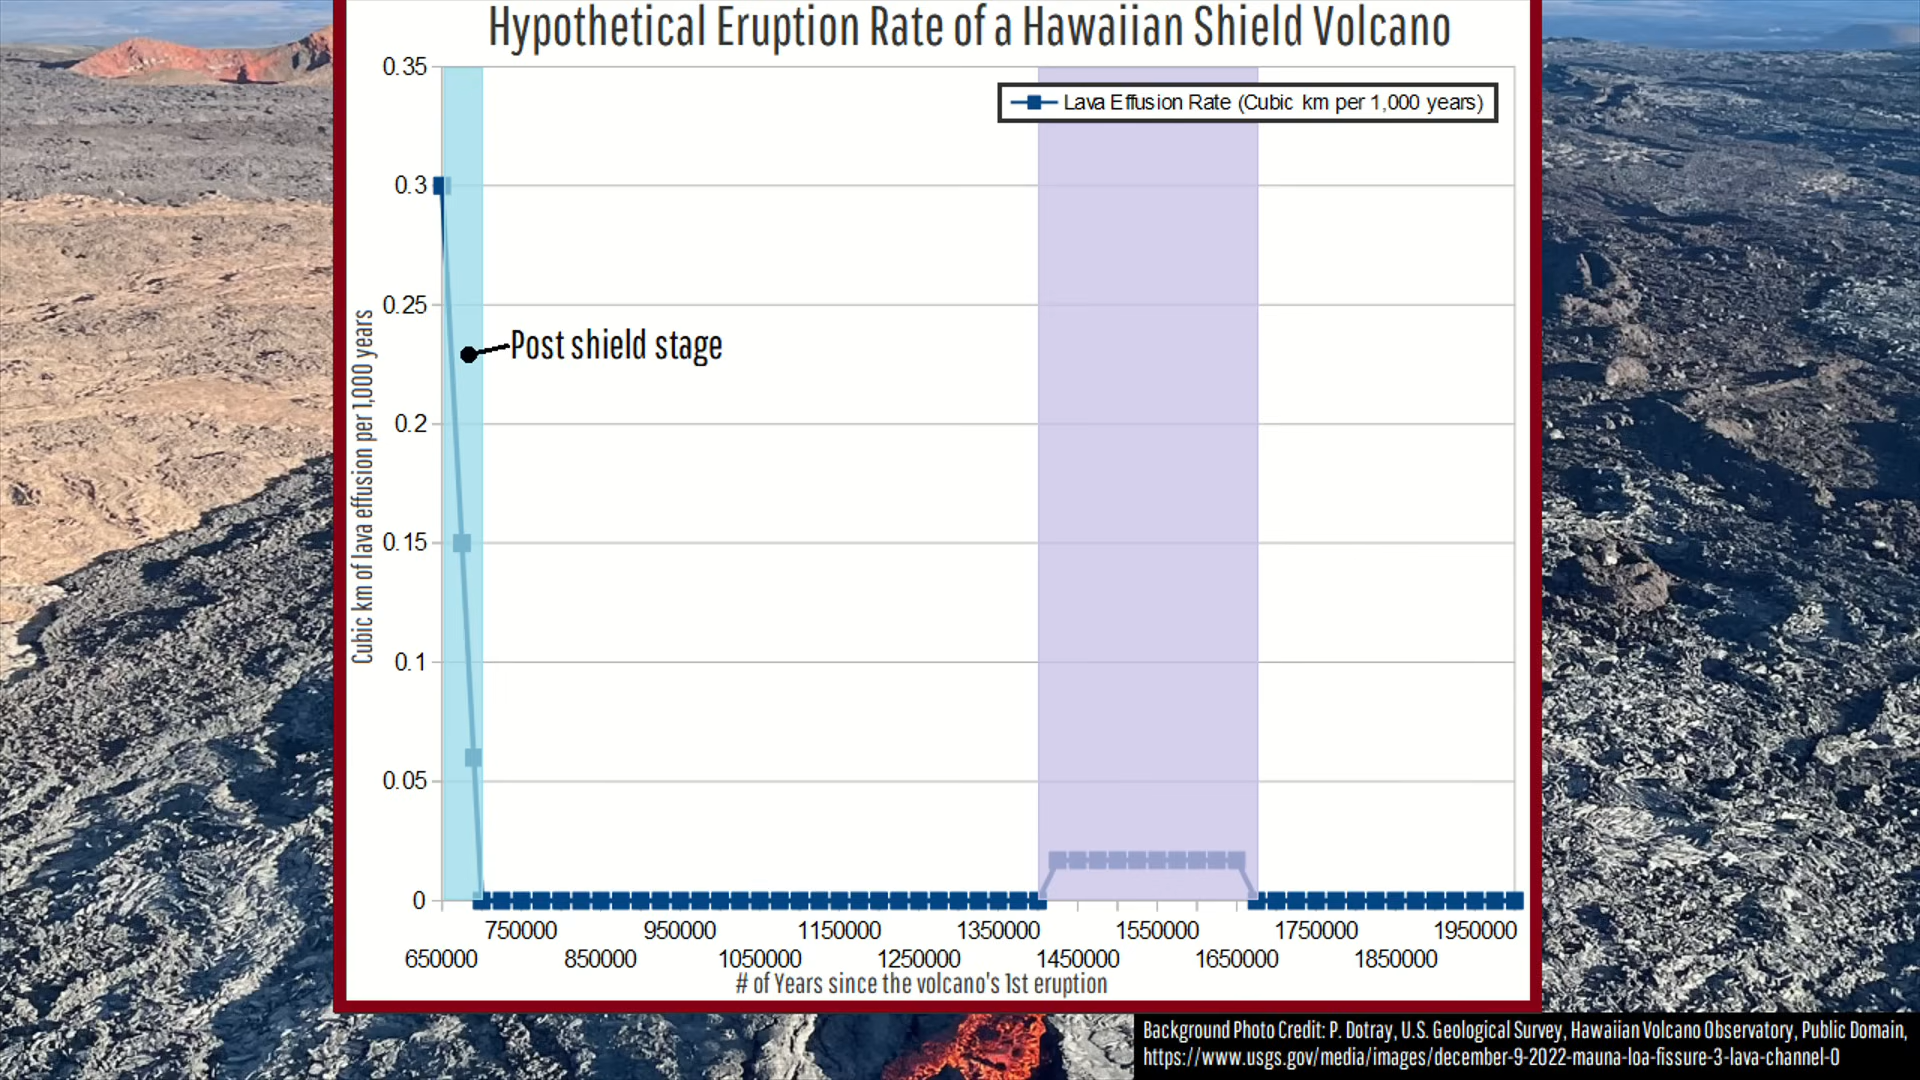 Hypothetical Eruption Rate of a Hawaiian Shield Volcano
0.35
Lava Effusion Rate (Cubic km per 1,000 years)
0.3
0.25
Post shield stage
0.2
Cubic km of lava effusion per 1,000 years
0.15
0.1
0.05
0
750000 950000 1150000 1350000 1550000 1750000 1950000
650000 850000 1050000 1250000 1450000 1650000 1850000
# of Years since the volcano's 1st eruption
Background Photo Credit: P. Dotray, U.S. Geological Survey, Hawaiian Volcano Observatory, Public Domain,
https://www.usgs.gov/media/images/december-9-2022-mauna-loa-fissure-3-lava-channel-0